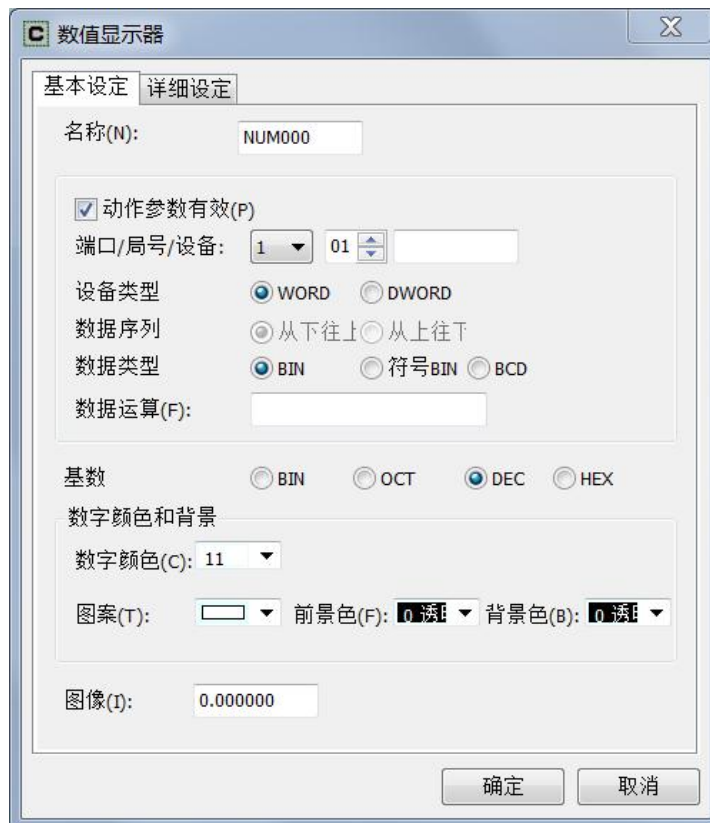 C 数值显示器
基本设定 详细设定
名称(N): NUM000
动作参数有效(P)
端口/局号/设备: 1 01
设备类型 WORD DWORD
数据序列 从下往上 从上往下
数据类型 BIN 符号BIN BCD
数据运算(F):
基数 BIN OCT DEC HEX
数字颜色和背景
数字颜色(C): 11
图案(T): 前景色(F): 0 透 背景色(B): 0 透
图像(I): 0.000000
确定 取消